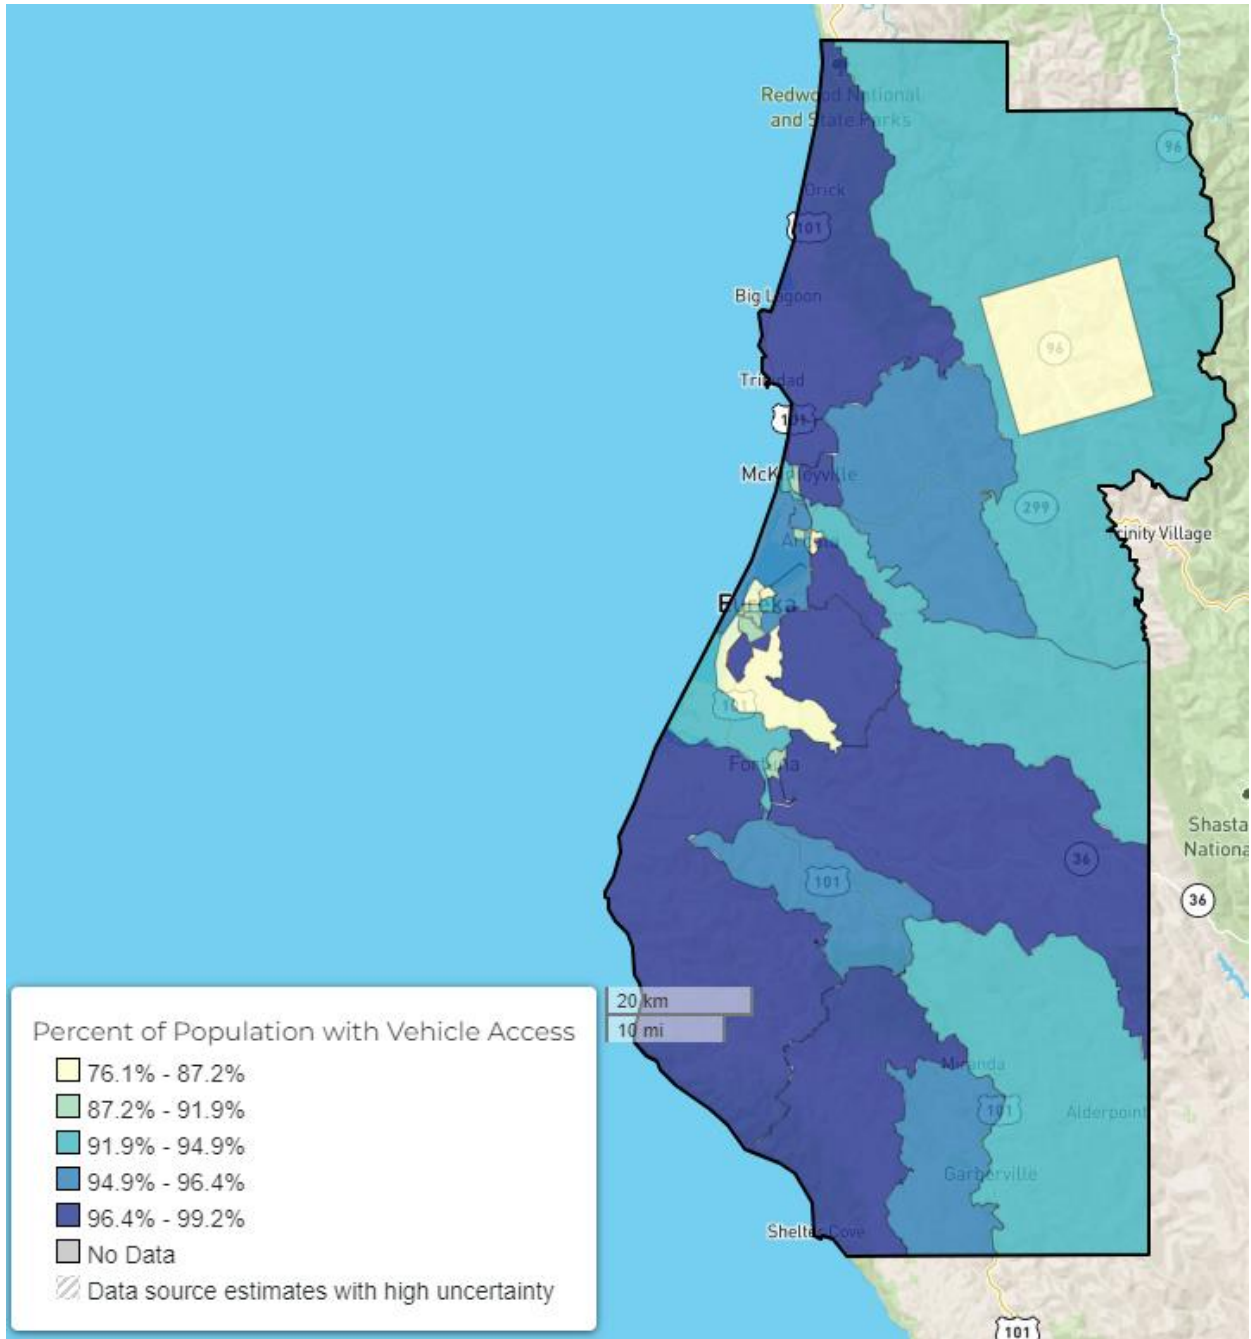 Redwood National
and State Parks
96
Orick
101
Big Lagoon
96
Trinidad
101
McKinleyville
299
Trinity Village
Arcata
Eureka
101
Fortuna
Shasta
Nationa
36
101
36
20 km
10 mi
Percent of Population with Vehicle Access
76.1% - 87.2%
87.2% - 91.9%
91.9% - 94.9%
94.9% - 96.4%
96.4% - 99.2%
No Data
Data source estimates with high uncertainty
Miranda
101
Alderpoint
Garberville
Shelter Cove
101